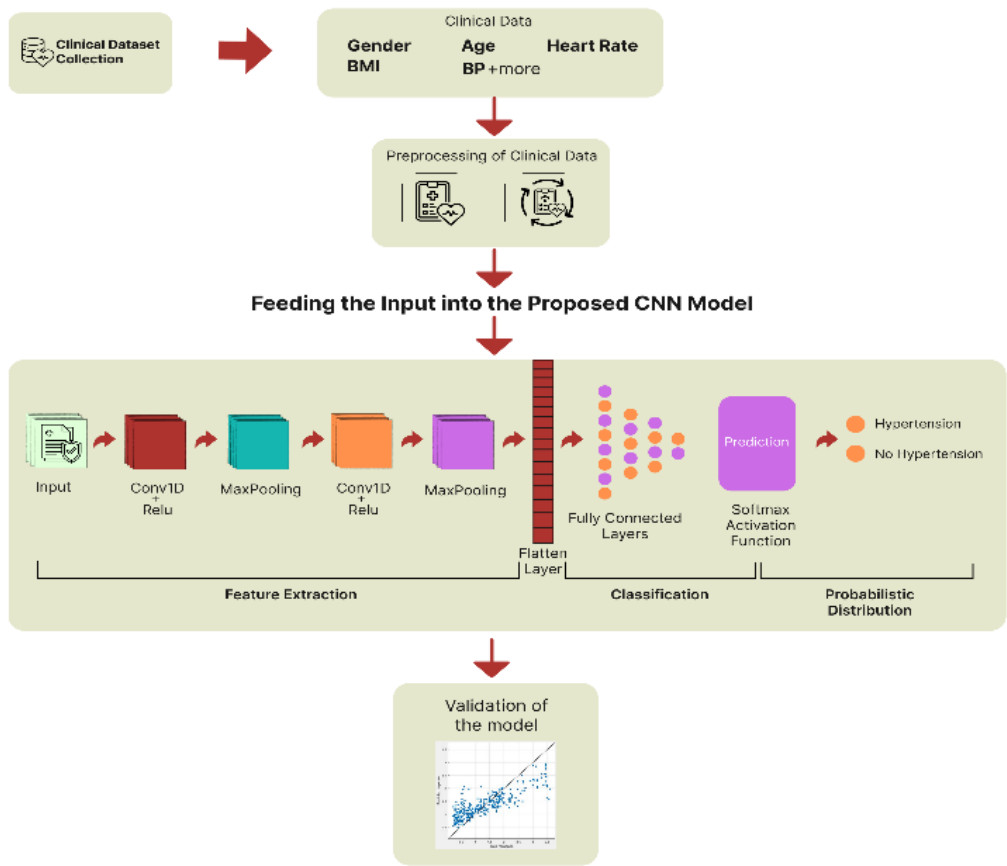 Clinical Dataset
Collection
Clinical Data
Gender Age Heart Rate
BMI BP +more
Preprocessing of Clinical Data
Feeding the Input into the Proposed CNN Model
Input
Conv1D
+
Relu
MaxPooling
Conv1D
+
Relu
MaxPooling
Flatten
Layer
Fully Connected
Layers
Prediction
Softmax
Activation
Function
Hypertension
No Hypertension
Feature Extraction
Classification
Probabilistic
Distribution
Validation of
the model